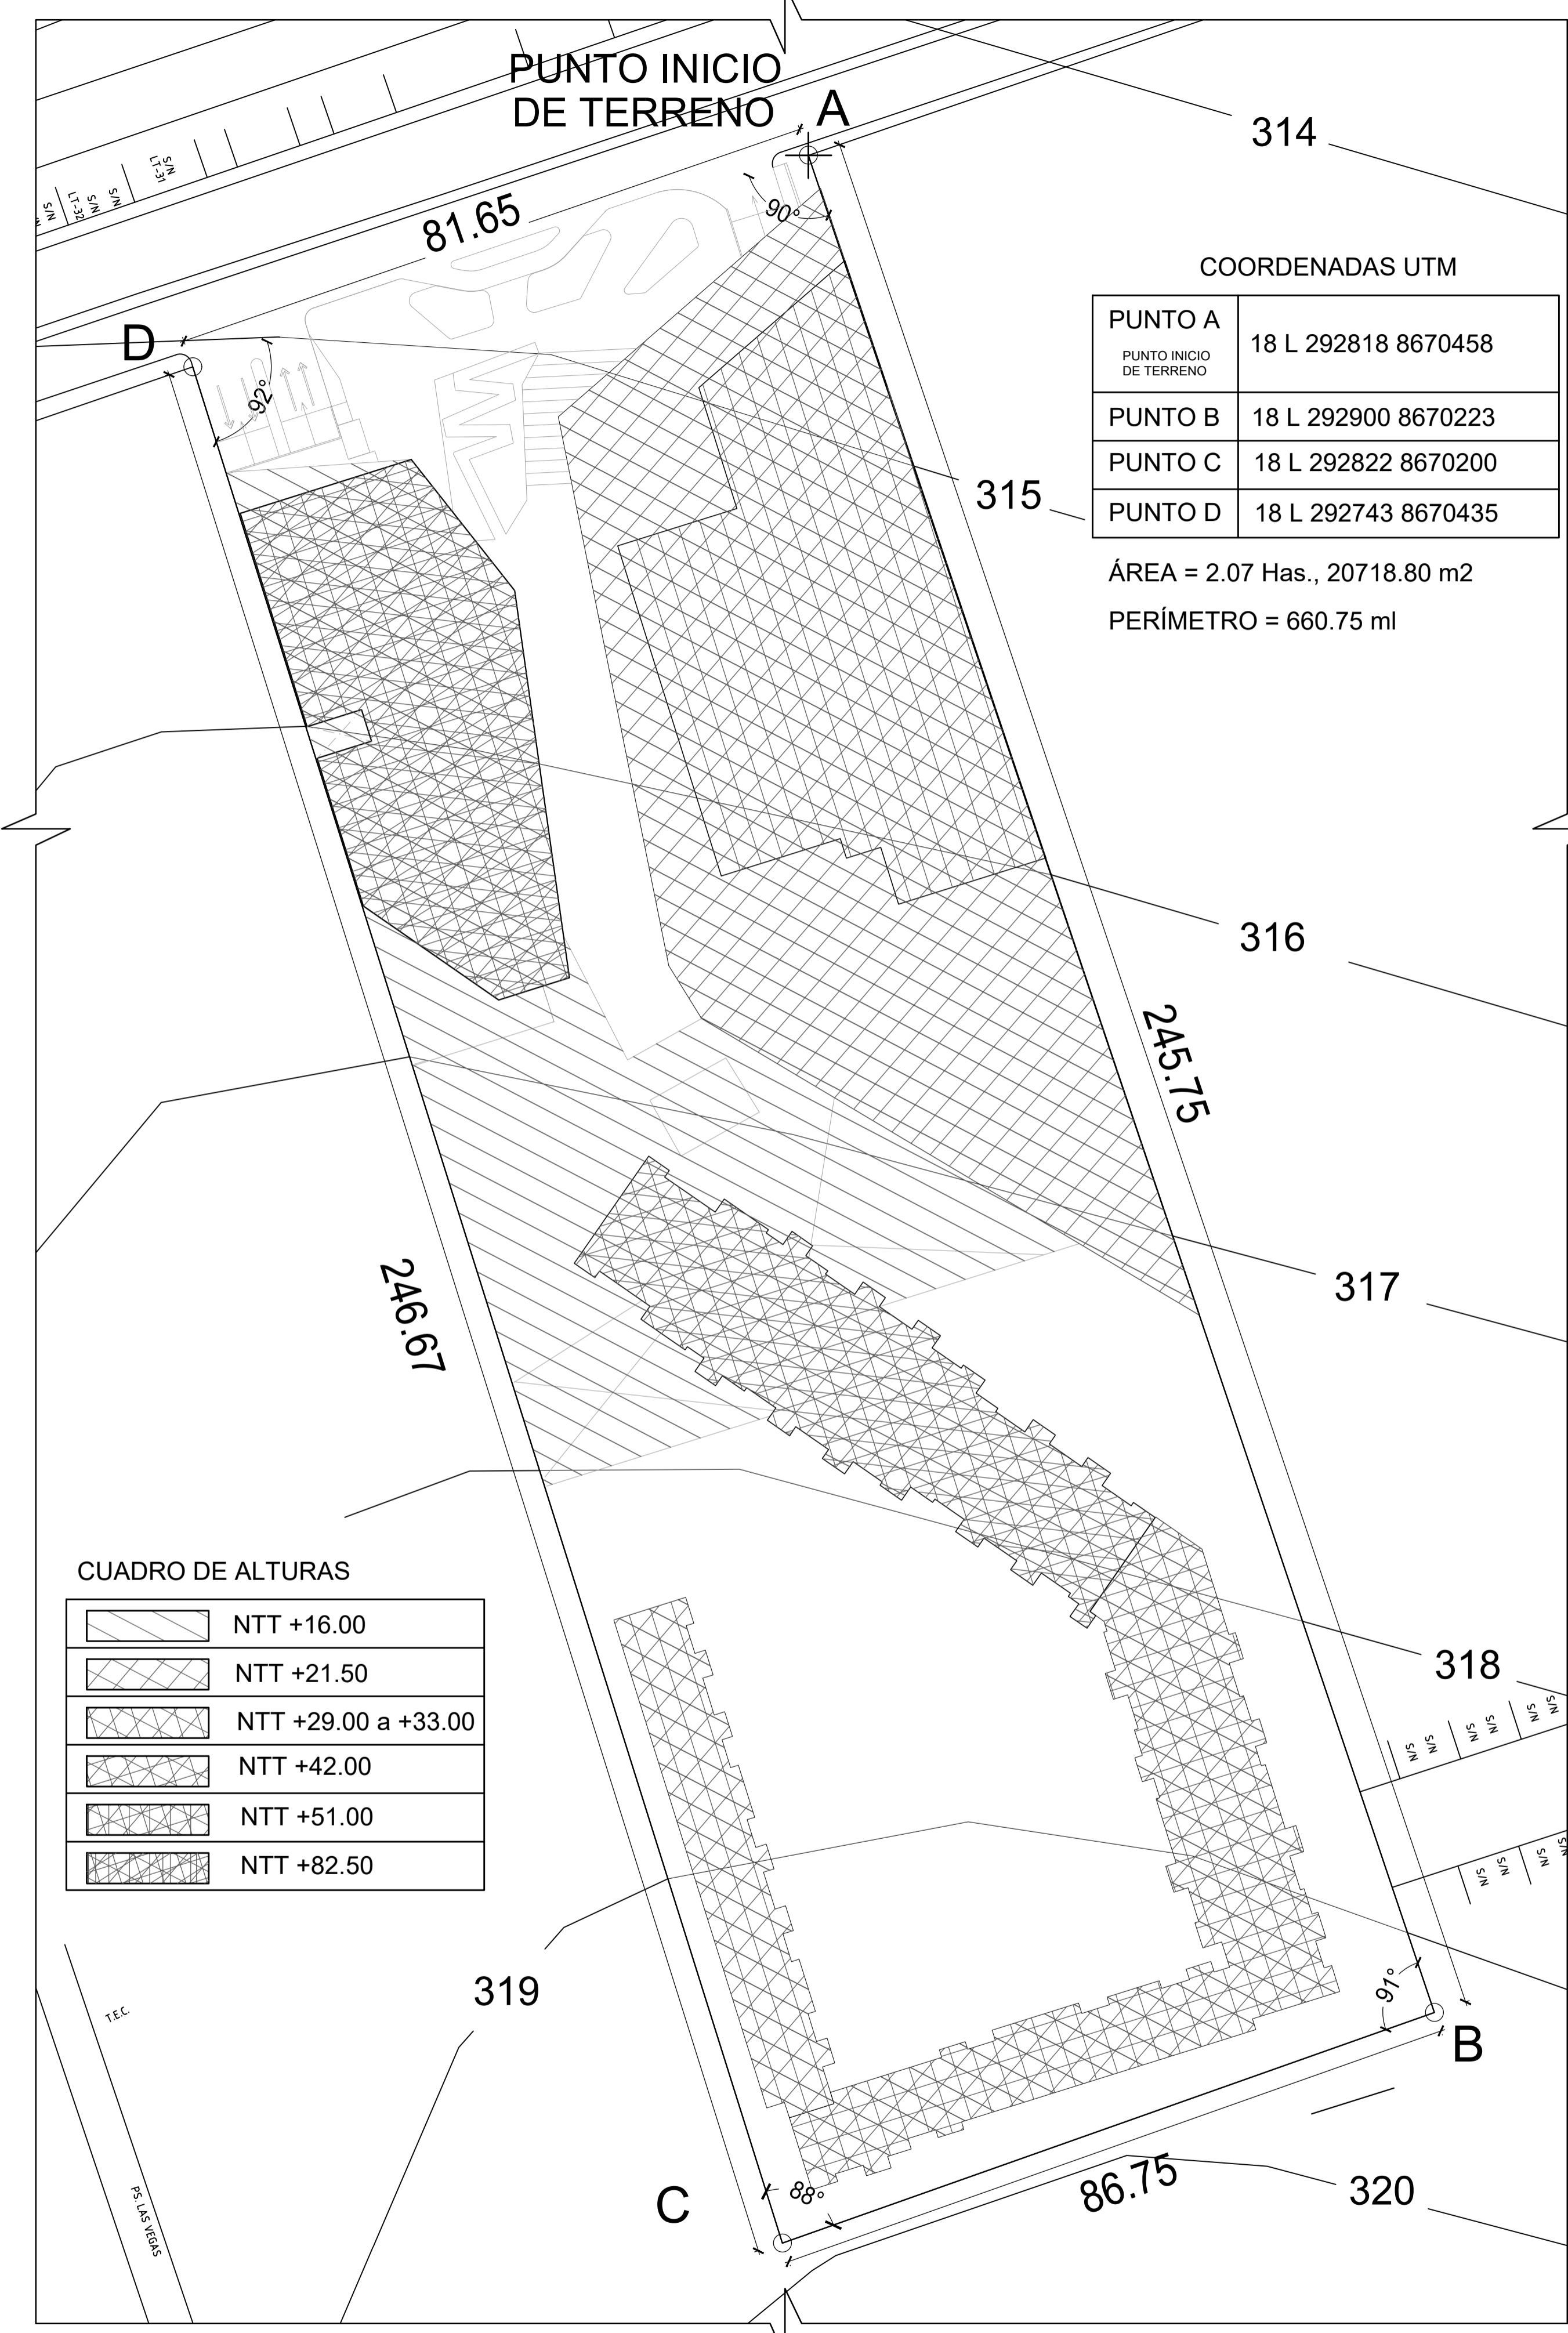 PUNTO INICIO
DE TERRENO
A
314
S/N
LT-31
S/N
S/N
LT-32
S/N
81.65
90°
COORDENADAS UTM
PUNTO A
PUNTO INICIO
DE TERRENO
18 L 292818 8670458
PUNTO B 18 L 292900 8670223
PUNTO C 18 L 292822 8670200
PUNTO D 18 L 292743 8670435
ÁREA = 2.07 Has., 20718.80 m2
PERÍMETRO = 660.75 ml
D
92°
315
316
245.75
317
246.67
CUADRO DE ALTURAS
NTT +16.00
NTT +21.50
NTT +29.00 a +33.00
NTT +42.00
NTT +51.00
NTT +82.50
318
S/N
S/N
S/N
S/N
S/N
S/N
S/N
S/N
S/N
S/N
319
T.E.C.
91°
B
PS. LAS VEGAS
C
88°
86.75
320